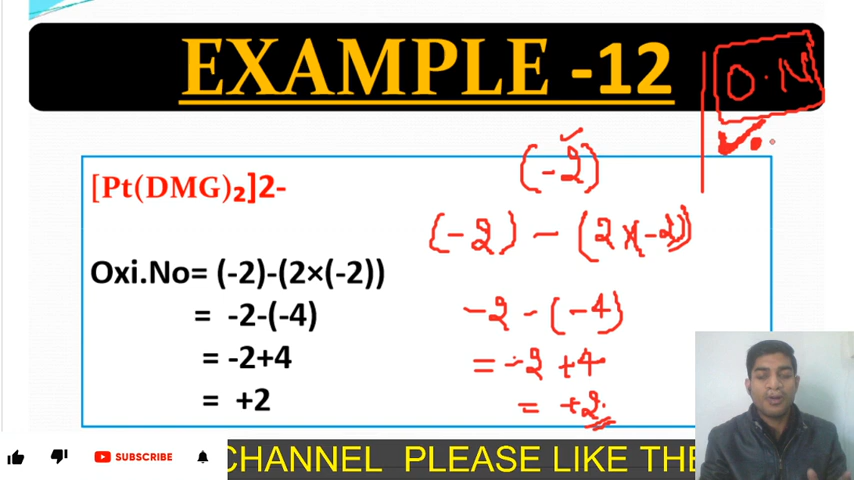 EXAMPLE -12
O.N
[Pt(DMG)₂]2-
(-2)
(-2) - (2×(-2))
Oxi.No= (-2)-(2×(-2))
= -2-(-4)
-2 - (-4)
= -2+4
= -2 +4
= +2
= +2.
SUBSCRIBE
CHANNEL PLEASE LIKE THE